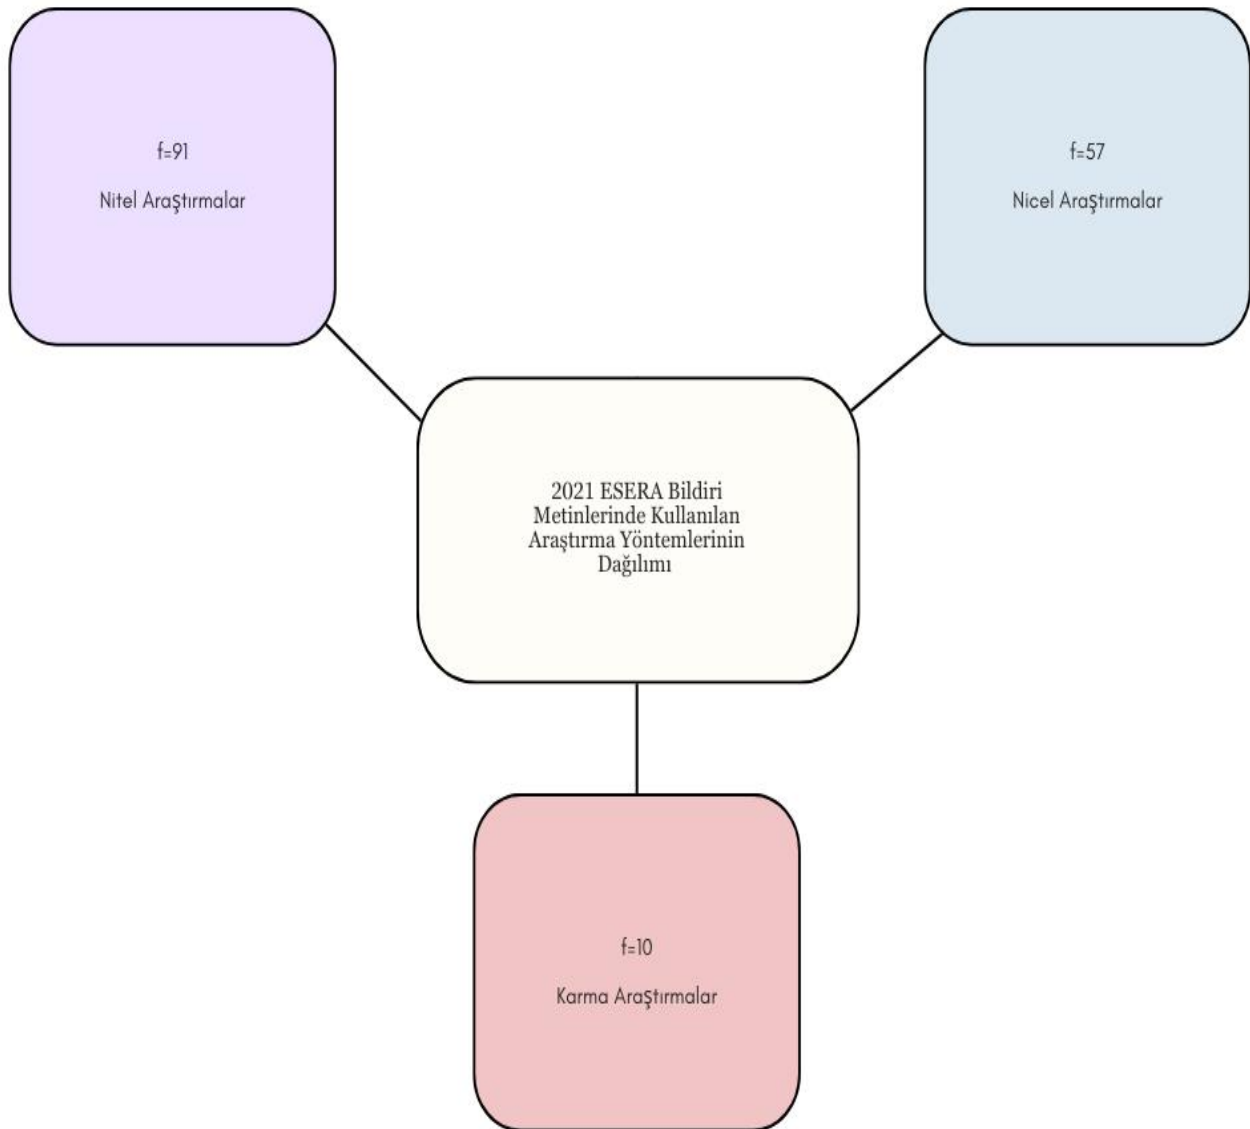 f=91
Nitel Araştırmalar
f=57
Nicel Araştırmalar
2021 ESERA Bildiri
Metinlerinde Kullanılan
Araştırma Yöntemlerinin
Dağılımı
f=10
Karma Araştırmalar